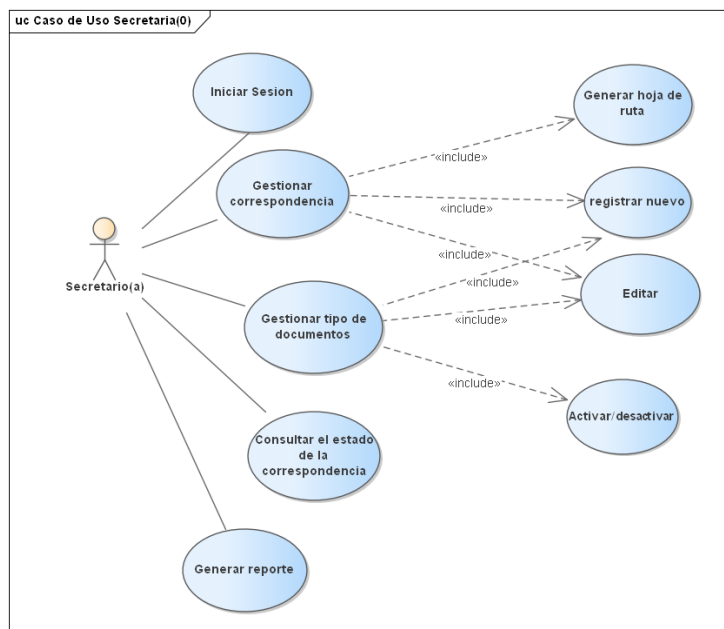 uc Caso de Uso Secretaria(0)
Iniciar Sesion
Generar hoja de
ruta
«include»
Gestionar
correspondencia
«include»
registrar nuevo
«include»
Secretario(a)
«include»
Editar
Gestionar tipo de
documentos
«include»
«include»
Activar/desactivar
Consultar el estado
de la
correspondencia
Generar reporte